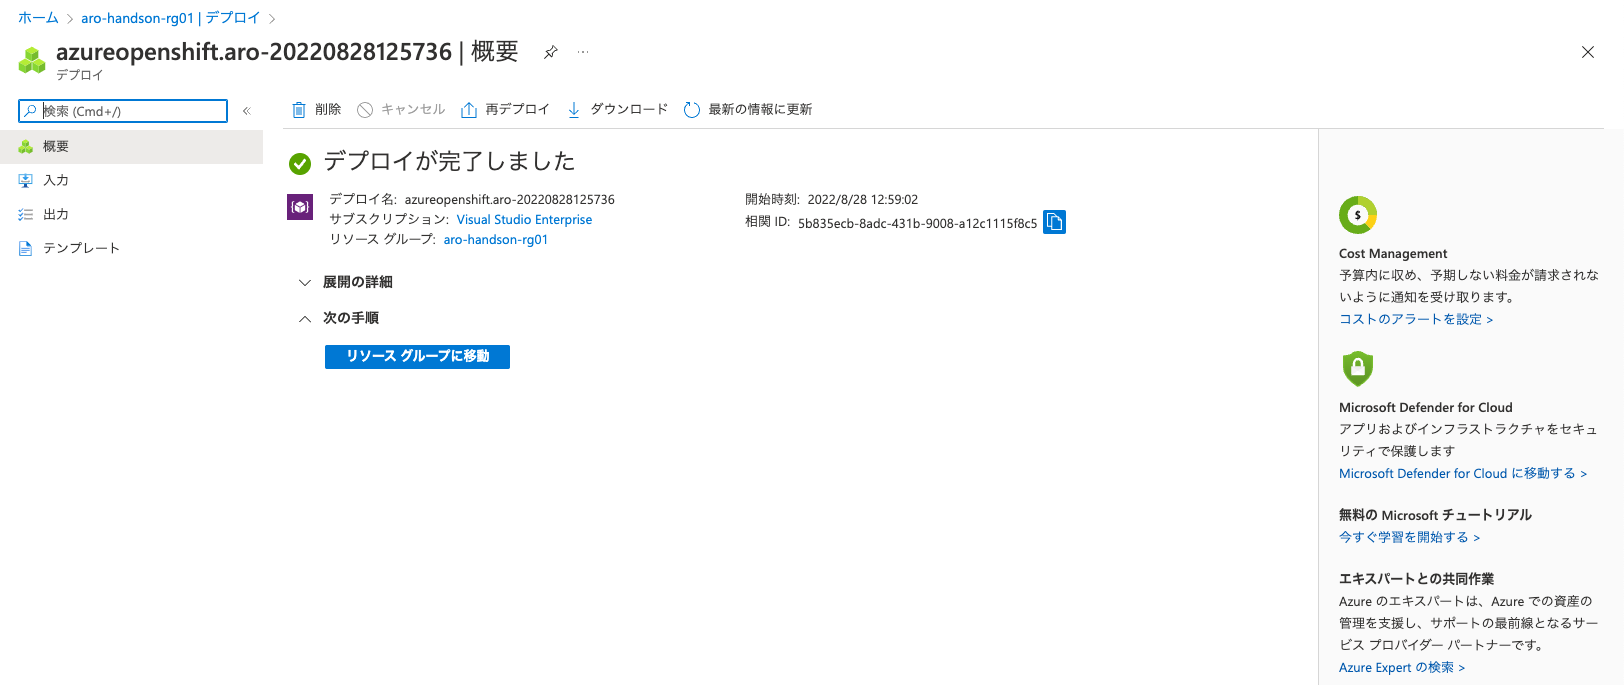 ホーム > aro-handson-rg01 | デプロイ >
azureopenshift.aro-20220828125736 | 概要
デプロイ
検索 (Cmd+/)
概要
入力
出力
テンプレート
削除 キャンセル 再デプロイ ダウンロード 最新の情報に更新
デプロイが完了しました
デプロイ名: azureopenshift.aro-20220828125736
サブスクリプション: Visual Studio Enterprise
リソース グループ: aro-handson-rg01
開始時刻: 2022/8/28 12:59:02
相関 ID: 5b835ecb-8adc-431b-9008-a12c1115f8c5
展開の詳細
次の手順
リソース グループに移動
Cost Management
予算内に収め、予期しない料金が請求されな
いように通知を受け取ります。
コストのアラートを設定 >
Microsoft Defender for Cloud
アプリおよびインフラストラクチャをセキュ
リティで保護します
Microsoft Defender for Cloud に移動する >
無料の Microsoft チュートリアル
今すぐ学習を開始する >
エキスパートとの共同作業
Azure のエキスパートは、Azure での資産の
管理を支援し、サポートの最前線となるサー
ビス プロバイダー パートナーです。
Azure Expert の検索 >